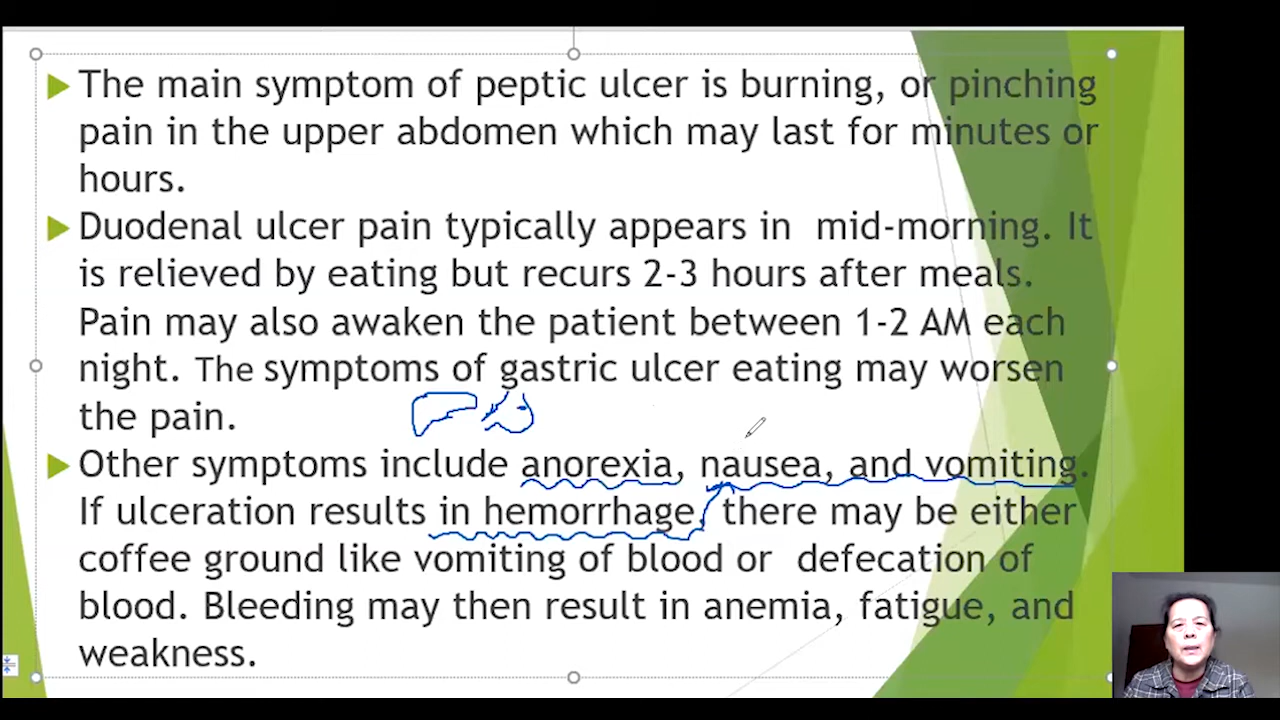 The main symptom of peptic ulcer is burning, or pinching
pain in the upper abdomen which may last for minutes or
hours.
Duodenal ulcer pain typically appears in mid-morning. It
is relieved by eating but recurs 2-3 hours after meals.
Pain may also awaken the patient between 1-2 AM each
night. The symptoms of gastric ulcer eating may worsen
the pain.
Other symptoms include anorexia, nausea, and vomiting.
If ulceration results in hemorrhage, there may be either
coffee ground like vomiting of blood or defecation of
blood. Bleeding may then result in anemia, fatigue, and
weakness.